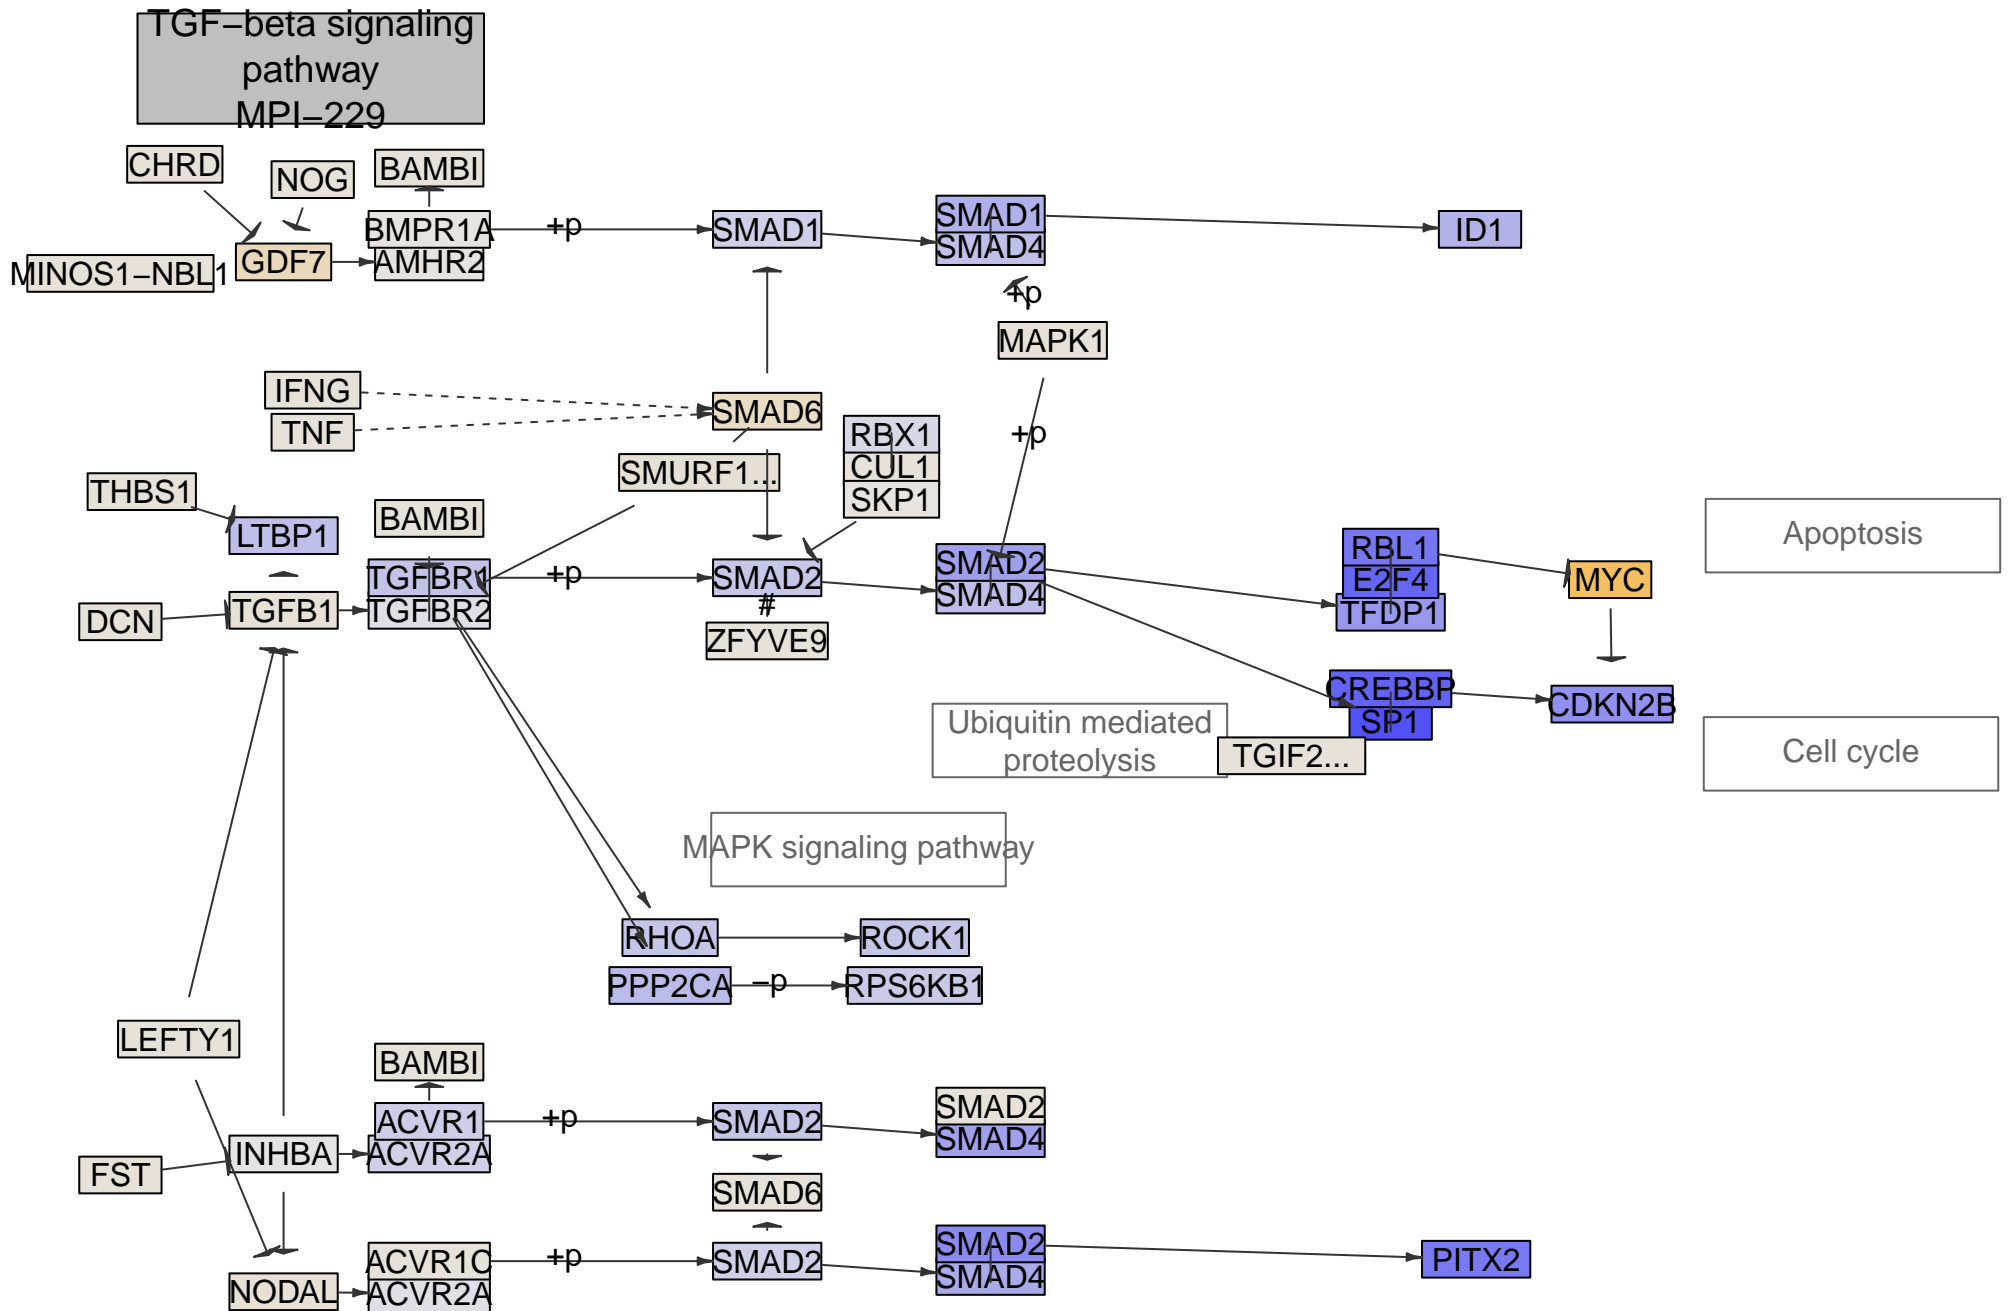 TGF−beta signaling
pathway
MPI−229
CHRD
NOG
BAMBI
BMPR1A
+p
SMAD1
SMAD1
SMAD4
ID1
MINOS1−NBL1
GDF7
AMHR2
+p
MAPK1
IFNG
TNF
SMAD6
RBX1
CUL1
SKP1
+p
SMURF1...
THBS1
LTBP1
BAMBI
TGFBR1
TGFBR2
+p
SMAD2
#
ZFYVE9
SMAD2
SMAD4
RBL1
E2F4
TFDP1
MYC
Apoptosis
DCN
TGFB1
CREBBP
SP1
TGIF2...
CDKN2B
Ubiquitin mediated
proteolysis
Cell cycle
MAPK signaling pathway
RHOA
ROCK1
PPP2CA
−p
RPS6KB1
LEFTY1
BAMBI
ACVR1
ACVR2A
+p
SMAD2
SMAD2
SMAD4
INHBA
FST
SMAD6
ACVR1C
ACVR2A
+p
SMAD2
SMAD2
SMAD4
PITX2
NODAL